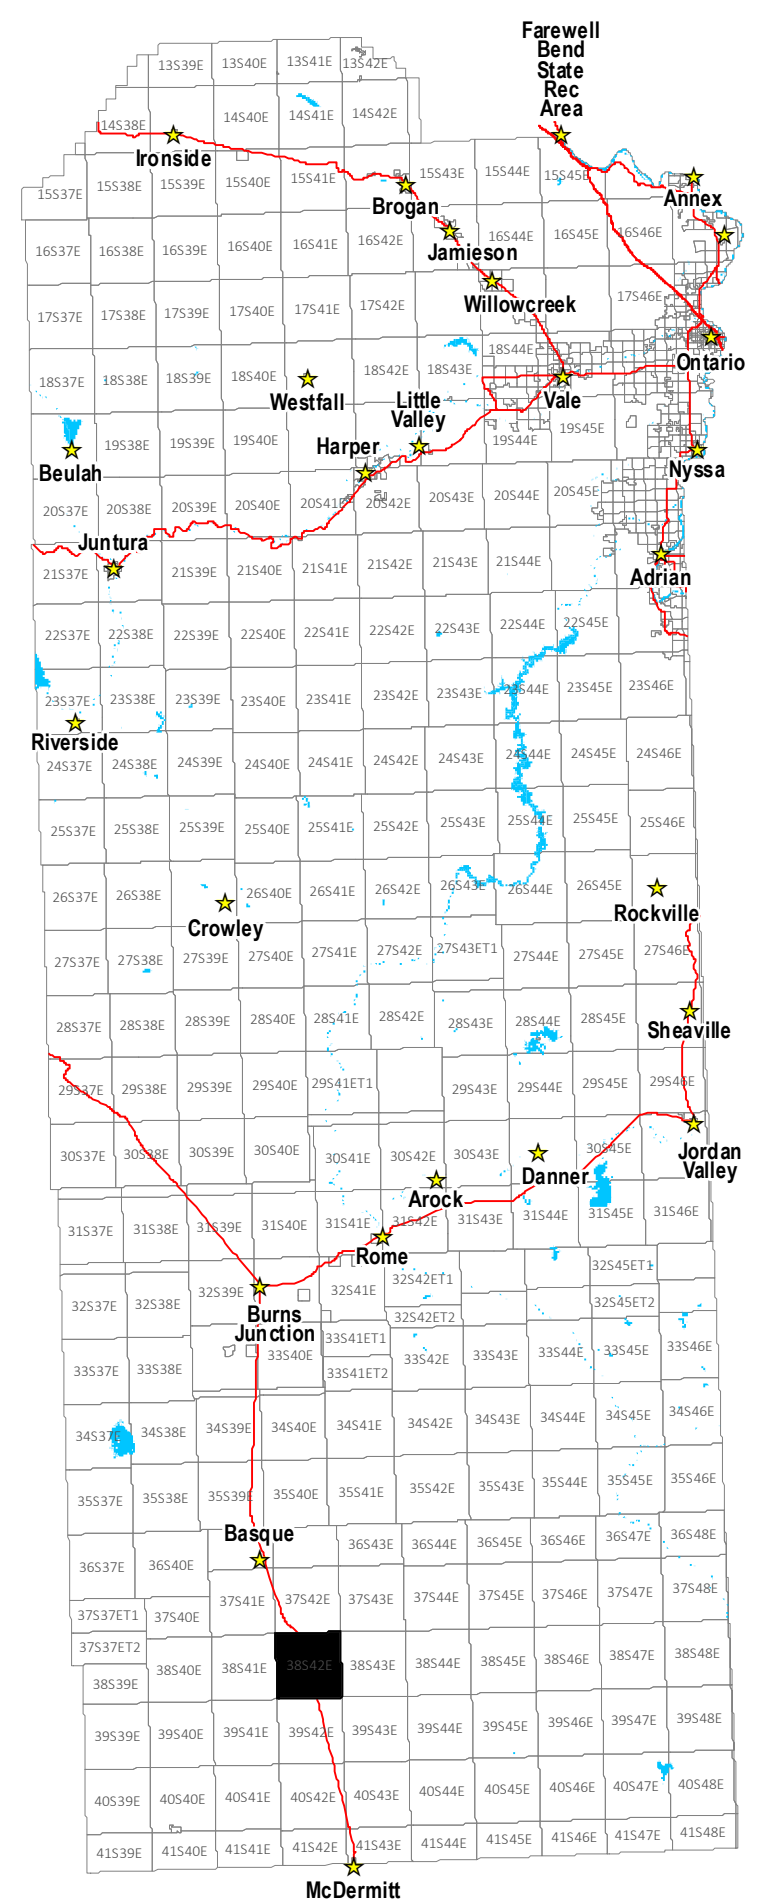 Farewell
Bend
State
Rec
Area
13S39E 13S40E 13S41E 13S42E
14S38E 14S40E 14S41E 14S42E
Ironside
15S37E 15S38E 15S39E 15S40E 15S41E 15S43E 15S44E 15S45E
Annex
Brogan
16S37E 16S38E 16S39E 16S40E 16S41E 16S42E 16S44E 16S45E 16S46E
Jamieson
Willowcreek
17S37E 17S38E 17S39E 17S40E 17S41E 17S42E 17S46E
18S44E
Ontario
18S37E 18S38E 18S39E 18S40E 18S42E 18S43E
Westfall
Little
Valley
Vale
19S38E 19S39E 19S40E 19S44E 19S45E
Harper
Beulah
Nyssa
20S37E 20S38E 20S39E 20S40E 20S41E 20S42E 20S43E 20S44E 20S45E
Juntura
21S37E 21S39E 21S40E 21S41E 21S42E 21S43E 21S44E
Adrian
22S37E 22S38E 22S39E 22S40E 22S41E 22S42E 22S43E 22S44E 22S45E
23S37E 23S38E 23S39E 23S40E 23S41E 23S42E 23S43E 23S44E 23S45E 23S46E
Riverside
24S37E 24S38E 24S39E 24S40E 24S41E 24S42E 24S43E 24S44E 24S45E 24S46E
25S37E 25S38E 25S39E 25S40E 25S41E 25S42E 25S43E 25S44E 25S45E 25S46E
26S37E 26S38E 26S40E 26S41E 26S42E 26S43E 26S44E 26S45E
Crowley
Rockville
27S37E 27S38E 27S39E 27S40E 27S41E 27S42E 27S43ET1 27S44E 27S45E 27S46E
28S37E 28S38E 28S39E 28S40E 28S41E 28S42E 28S43E 28S44E 28S45E
Sheaville
29S37E 29S38E 29S39E 29S40E 29S41ET1 29S43E 29S44E 29S45E 29S46E
30S37E 30S38E 30S39E 30S40E 30S41E 30S42E 30S43E 30S45E
Jordan
Valley
Danner
Arock
31S37E 31S38E 31S39E 31S40E 31S41E 31S42E 31S43E 31S44E 31S45E 31S46E
Rome
32S37E 32S38E 32S39E 32S41E 32S42ET1 32S45ET1
32S42ET2 32S45ET2
Burns
Junction
33S37E 33S38E 33S40E 33S41ET1 33S42E 33S43E 33S44E 33S45E 33S46E
33S41ET2
34S37E 34S38E 34S39E 34S40E 34S41E 34S42E 34S43E 34S44E 34S45E 34S46E
35S37E 35S38E 35S39E 35S40E 35S41E 35S42E 35S43E 35S44E 35S45E 35S46E
Basque
36S37E 36S40E 36S43E 36S44E 36S45E 36S46E 36S47E 36S48E
37S37ET1 37S40E 37S41E 37S42E 37S43E 37S44E 37S45E 37S46E 37S47E 37S48E
37S37ET2
38S39E 38S40E 38S41E 38S42E 38S43E 38S44E 38S45E 38S46E 38S47E 38S48E
39S39E 39S40E 39S41E 39S42E 39S43E 39S44E 39S45E 39S46E 39S47E 39S48E
40S39E 40S40E 40S41E 40S42E 40S43E 40S44E 40S45E 40S46E 40S47E 40S48E
41S39E 41S40E 41S41E 41S42E 41S43E 41S44E 41S45E 41S46E 41S47E 41S48E
McDermitt